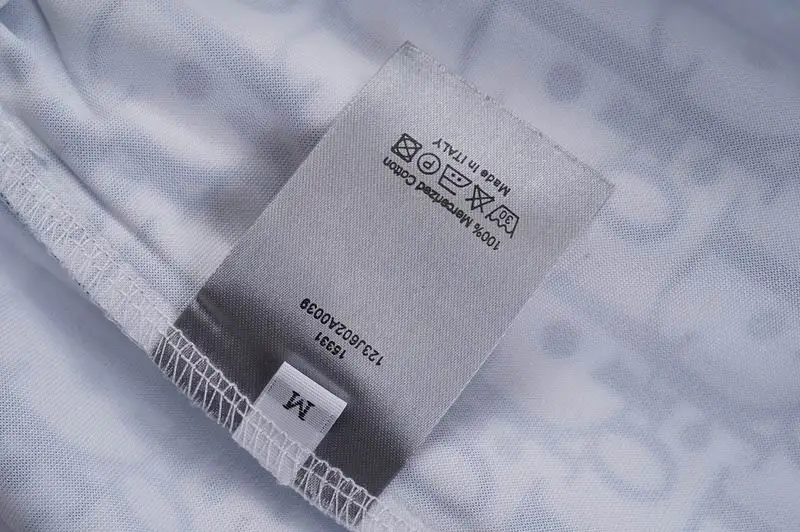 M
15331
123J602A0039
100% Mercerized Cotton
30 P
Made in ITALY